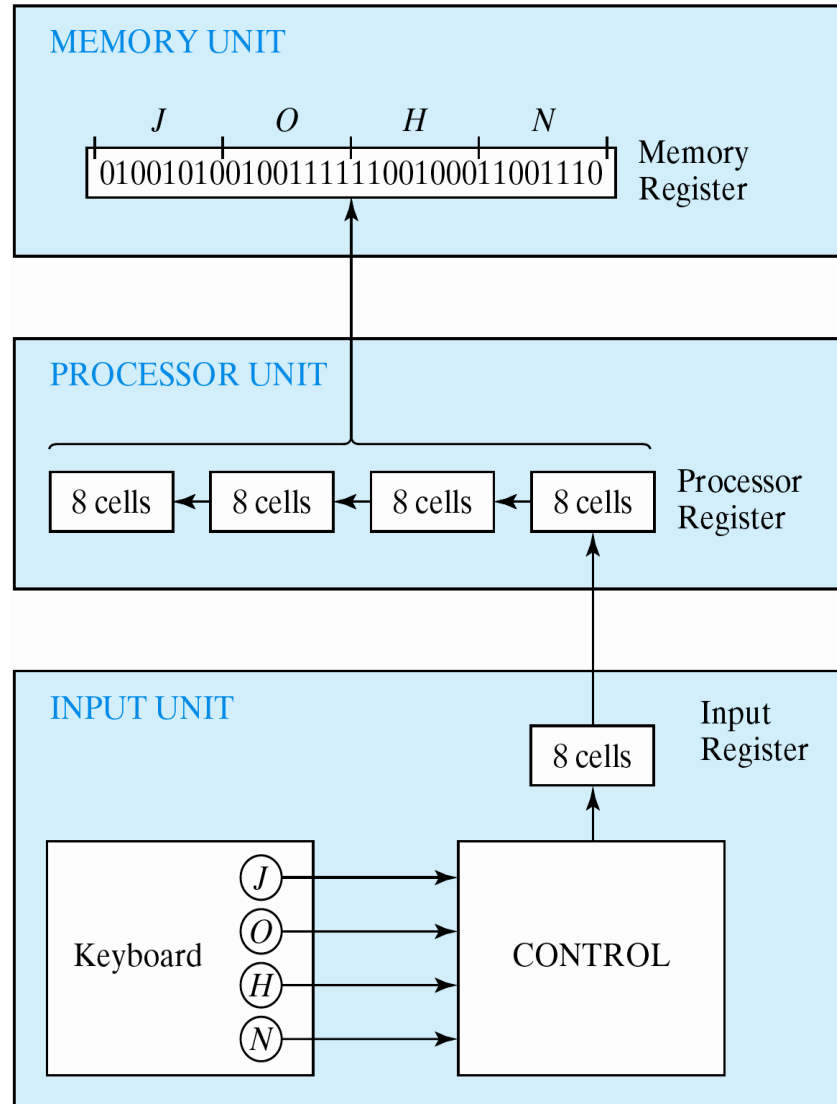 MEMORY UNIT
J O H N
01001010010011111100100011001110
Memory
Register
PROCESSOR UNIT
8 cells 8 cells 8 cells 8 cells
Processor
Register
INPUT UNIT
Input
Register
8 cells
J
O
Keyboard
CONTROL
H
N